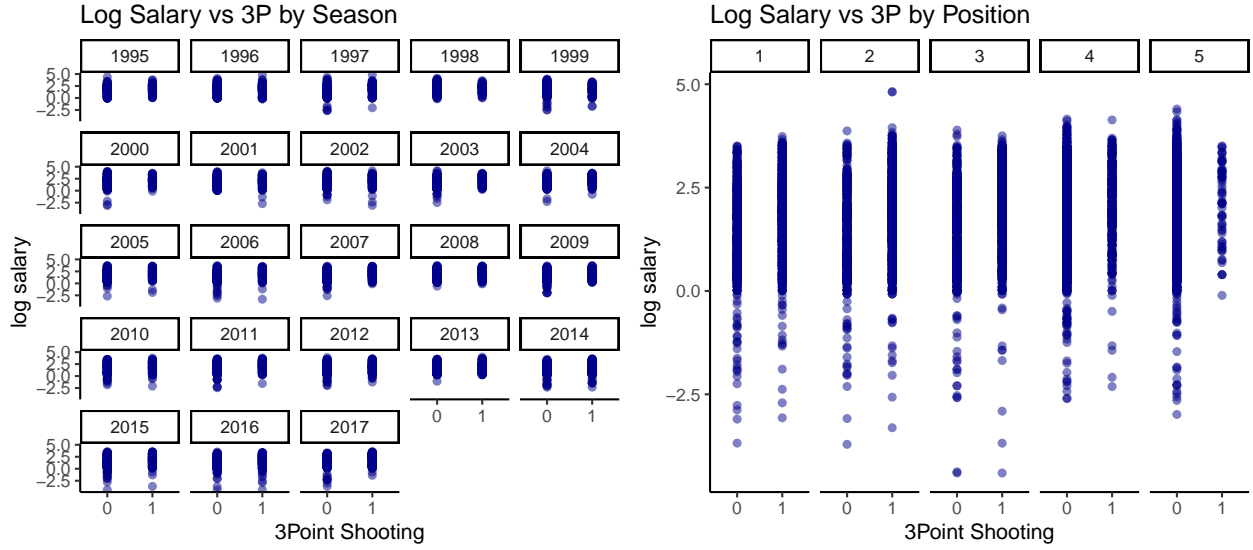 Log Salary vs 3P by Season
1995 1996 1997 1998 1999
5.0
2.5
0.0
−2.5
2000 2001 2002 2003 2004
5.0
2.5
0.0
−2.5
2005 2006 2007 2008 2009
5.0
2.5
0.0
−2.5
2010 2011 2012 2013 2014
5.0
2.5
0.0
−2.5
0 1 0 1
2015 2016 2017
5.0
2.5
0.0
−2.5
0 1 0 1 0 1
3Point Shooting
log salary
Log Salary vs 3P by Position
1 2 3 4 5
5.0
2.5
0.0
−2.5
0 1 0 1 0 1 0 1 0 1
3Point Shooting
log salary